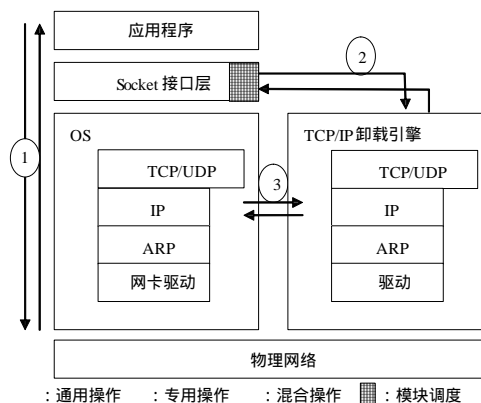 应用程序
Socket 接口层
2
OS
TCP/IP 卸载引擎
1
TCP/UDP
IP
ARP
网卡驱动
3
TCP/UDP
IP
ARP
驱动
物理网络
：通用操作 ：专用操作 ：混合操作 ：模块调度